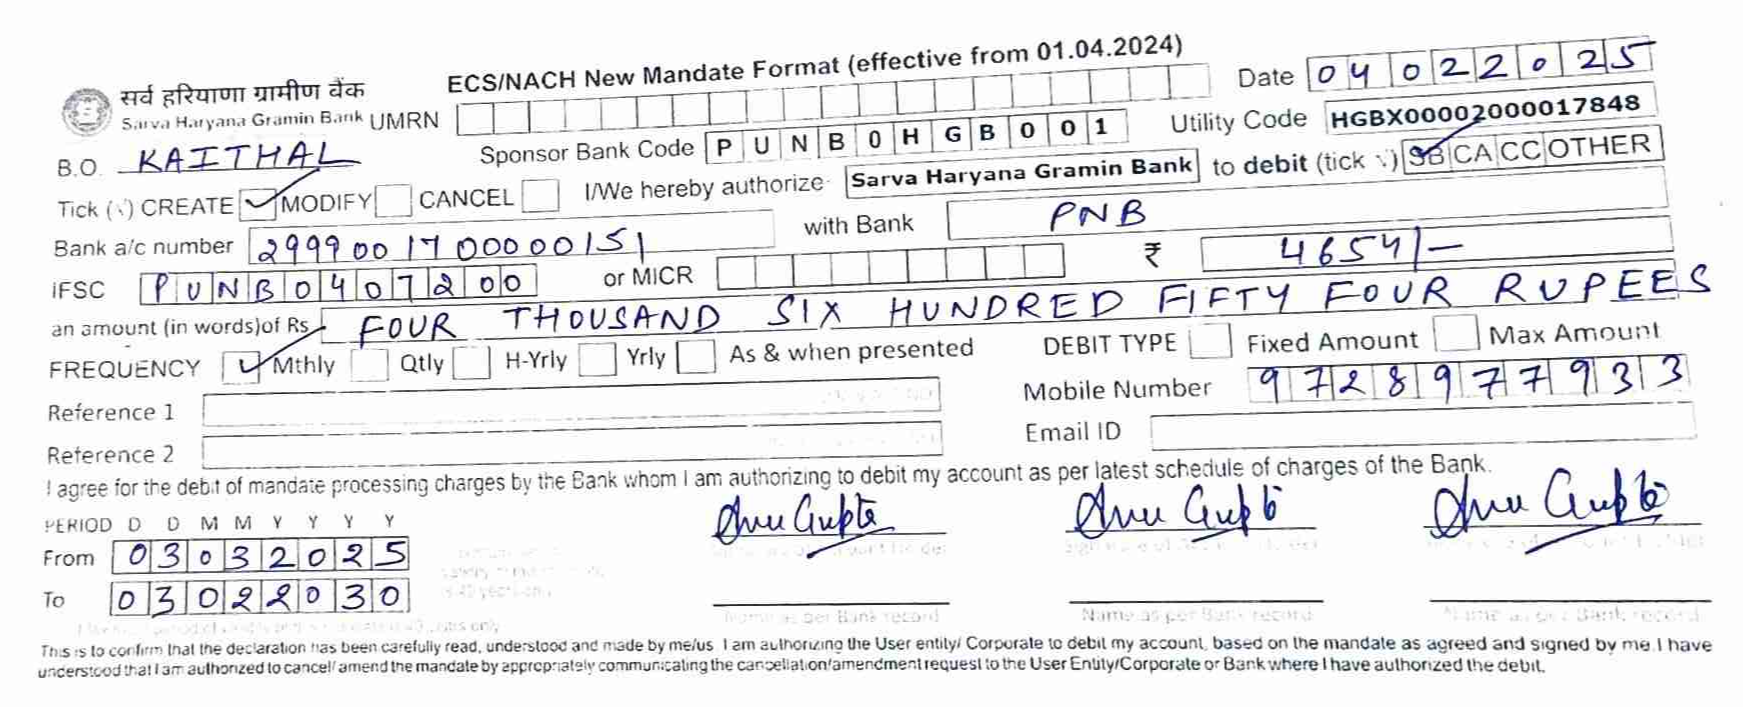 ECS/NACH New Mandate Format (effective from 01.04.2024)
सर्व हरियाणा ग्रामीण बैंक
Sarva Haryana Gramin Bank UMRN
Date 04022025
B.O. KAITHAL
Sponsor Bank Code PUNB0HGB001
Utility Code HGBX00002000017848
Tick (√) CREATE ✓ MODIFY CANCEL I/We hereby authorize Sarva Haryana Gramin Bank to debit (tick √) SB CA CC OTHER
Bank a/c number 2999001700000151 with Bank PNB
IFSC PUNB0407200 or MICR ₹ 4654/-
an amount (in words)of Rs FOUR THOUSAND SIX HUNDRED FIFTY FOUR RUPEES
FREQUENCY ✓ Mthly Qtly H-Yrly Yrly As & when presented DEBIT TYPE Fixed Amount Max Amount
Reference 1 Mobile Number 9728977933
Reference 2 Email ID
I agree for the debit of mandate processing charges by the Bank whom I am authorizing to debit my account as per latest schedule of charges of the Bank.
PERIOD D D M M Y Y Y Y
From 03032025
To 03022030
Name as per Bank record Name as per Bank record Name as per Bank record
This is to confirm that the declaration has been carefully read, understood and made by me/us I am authorizing the User entity/ Corporate to debit my account, based on the mandate as agreed and signed by me. I have
understood that I am authorized to cancel/ amend the mandate by appropriately communicating the cancellation/amendment request to the User Entity/Corporate or Bank where I have authorized the debit.